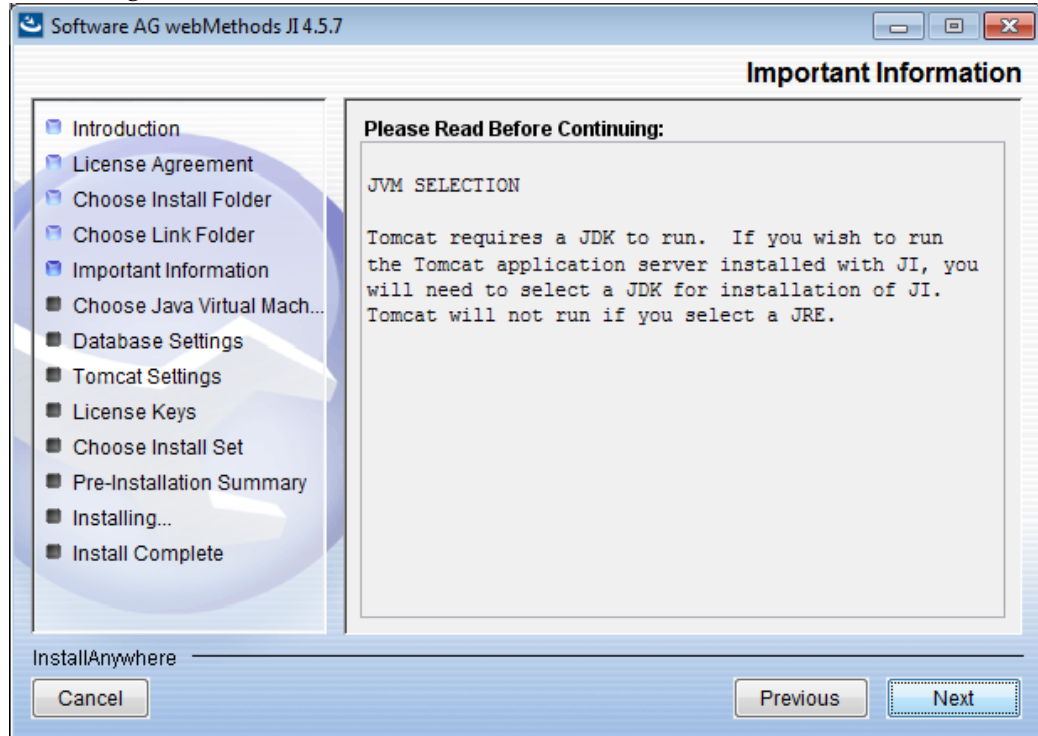 Software AG webMethods JI 4.5.7
Important Information
Introduction
License Agreement
Choose Install Folder
Choose Link Folder
Important Information
Choose Java Virtual Mach...
Database Settings
Tomcat Settings
License Keys
Choose Install Set
Pre-Installation Summary
Installing...
Install Complete
Please Read Before Continuing:
JVM SELECTION
Tomcat requires a JDK to run.  If you wish to run
the Tomcat application server installed with JI, you
will need to select a JDK for installation of JI.
Tomcat will not run if you select a JRE.
InstallAnywhere
Cancel
Previous
Next